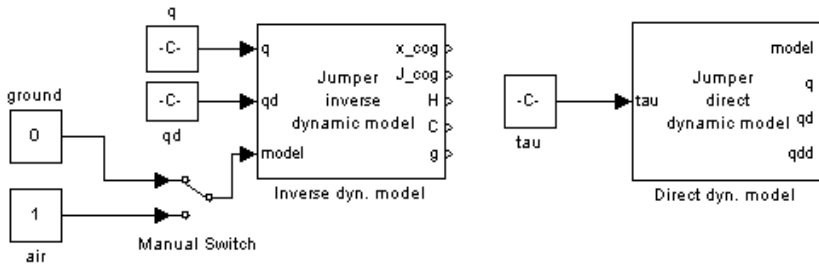 q
-C-
q
x_cog
J_cog
Jumper
inverse
dynamic model
-C-
qd
H
C
qd
ground
0
model
g
Inverse dyn. model
1
air
Manual Switch
-C-
tau
tau
Jumper
direct
dynamic model
model
q
qd
qdd
Direct dyn. model